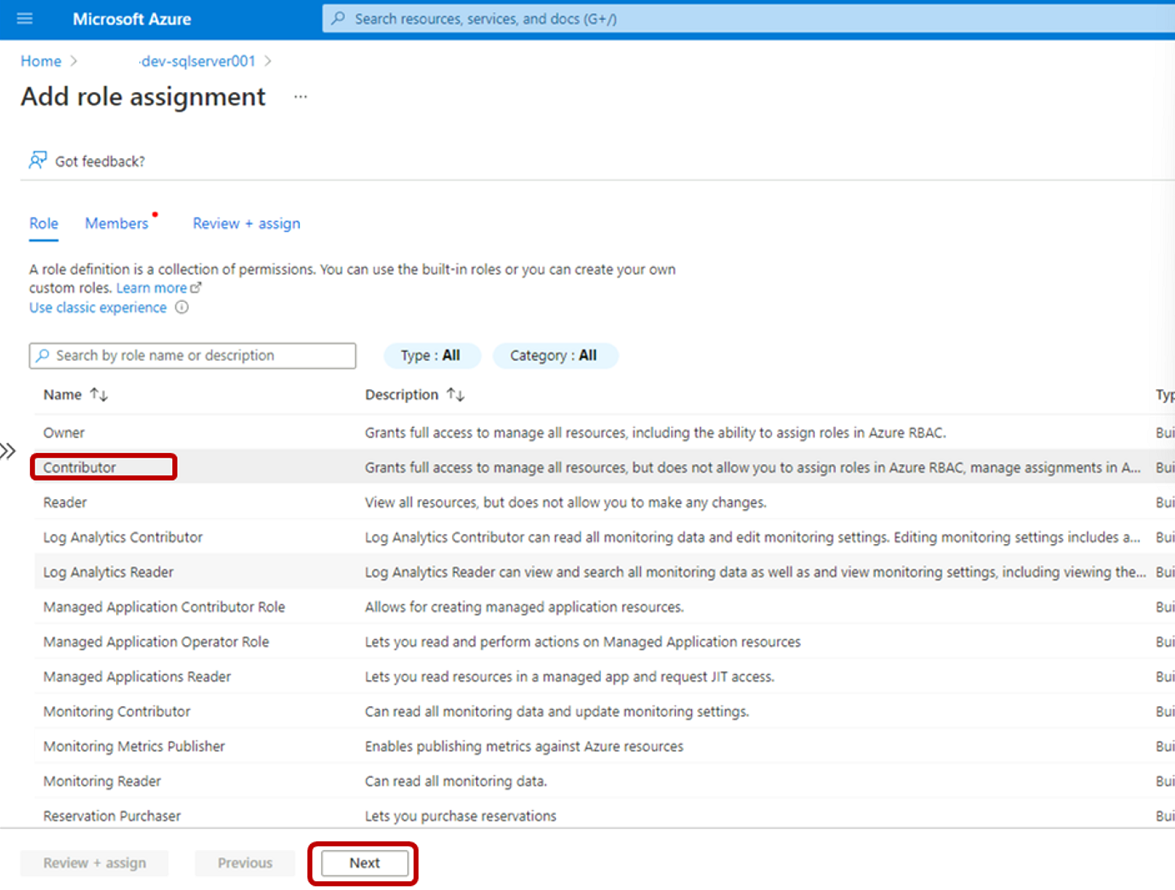 Microsoft Azure
Search resources, services, and docs (G+/)
Home > -dev-sqlserver001 >
Add role assignment ...
Got feedback?
Role Members Review + assign
A role definition is a collection of permissions. You can use the built-in roles or you can create your own
custom roles. Learn more
Use classic experience
Search by role name or description Type : All Category : All
Name ↑↓ Description ↑↓ Typ
Owner Grants full access to manage all resources, including the ability to assign roles in Azure RBAC. Bui
Contributor Grants full access to manage all resources, but does not allow you to assign roles in Azure RBAC, manage assignments in A... Bui
Reader View all resources, but does not allow you to make any changes. Bui
Log Analytics Contributor Log Analytics Contributor can read all monitoring data and edit monitoring settings. Editing monitoring settings includes a... Bui
Log Analytics Reader Log Analytics Reader can view and search all monitoring data as well as and view monitoring settings, including viewing the... Bui
Managed Application Contributor Role Allows for creating managed application resources. Bui
Managed Application Operator Role Lets you read and perform actions on Managed Application resources Bui
Managed Applications Reader Lets you read resources in a managed app and request JIT access. Bui
Monitoring Contributor Can read all monitoring data and update monitoring settings. Bui
Monitoring Metrics Publisher Enables publishing metrics against Azure resources Bui
Monitoring Reader Can read all monitoring data. Bui
Reservation Purchaser Lets you purchase reservations Bui
Review + assign Previous Next